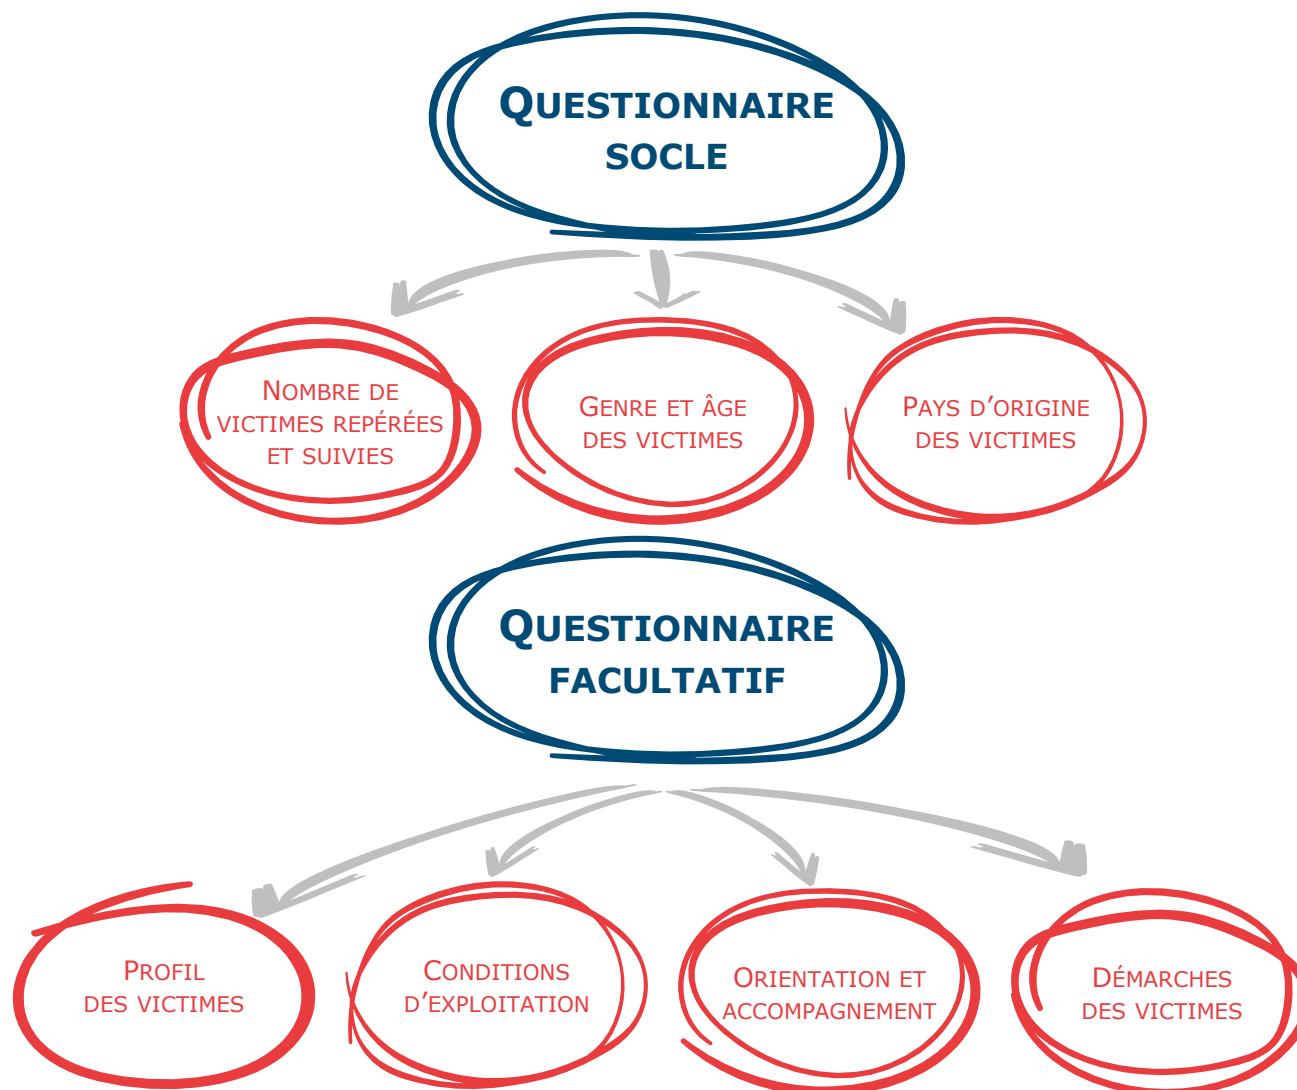 QUESTIONNAIRE
SOCLE
NOMBRE DE
VICTIMES REPÉRÉES
ET SUIVIES
GENRE ET ÂGE
DES VICTIMES
PAYS D'ORIGINE
DES VICTIMES
QUESTIONNAIRE
FACULTATIF
PROFIL
DES VICTIMES
CONDITIONS
D'EXPLOITATION
ORIENTATION ET
ACCOMPAGNEMENT
DÉMARCHES
DES VICTIMES